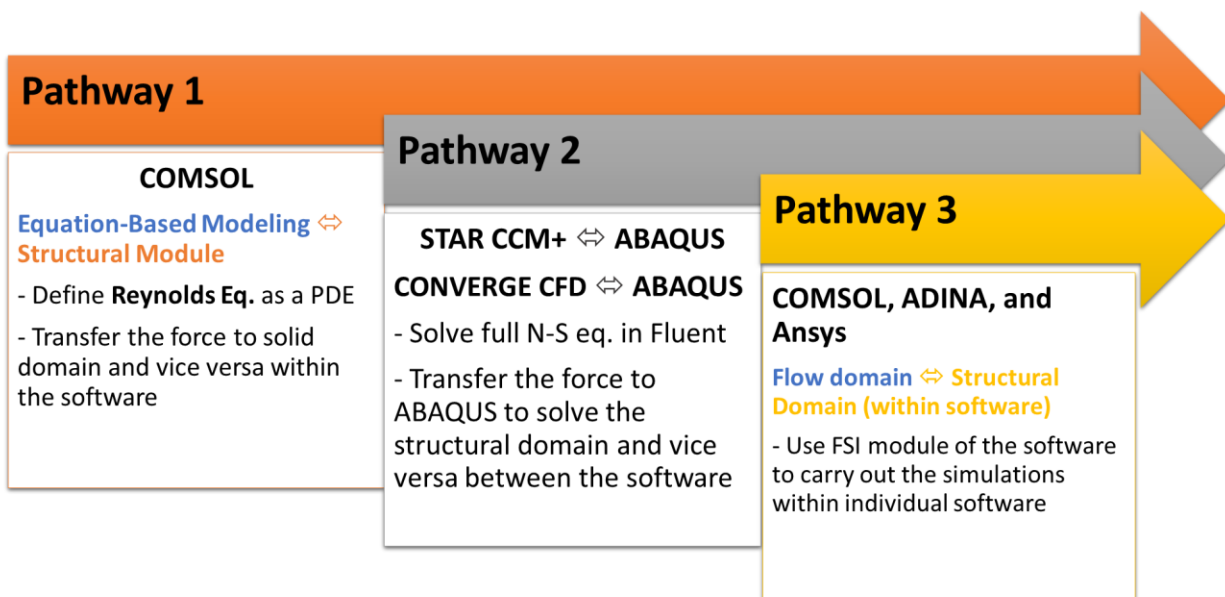 Pathway 1
COMSOL
Equation-Based Modeling ⇔
Structural Module
- Define Reynolds Eq. as a PDE
- Transfer the force to solid
domain and vice versa within
the software
Pathway 2
STAR CCM+ ⇔ ABAQUS
CONVERGE CFD ⇔ ABAQUS
- Solve full N-S eq. in Fluent
- Transfer the force to
ABAQUS to solve the
structural domain and vice
versa between the software
Pathway 3
COMSOL, ADINA, and
Ansys
Flow domain ⇔ Structural
Domain (within software)
- Use FSI module of the software
to carry out the simulations
within individual software